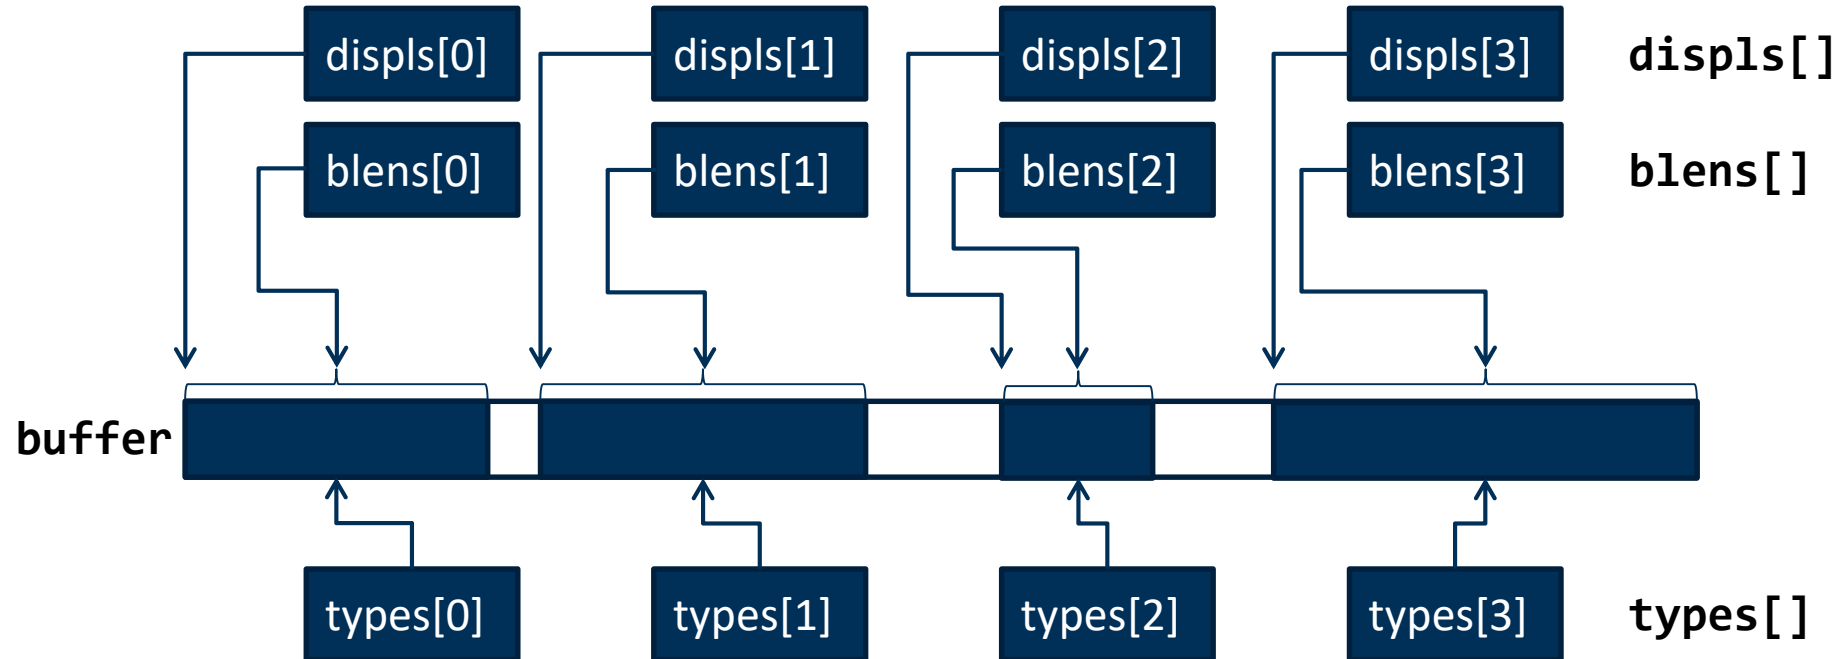 displs[0] displs[1] displs[2] displs[3] displs[]
blens[0] blens[1] blens[2] blens[3] blens[]
buffer
types[0] types[1] types[2] types[3] types[]